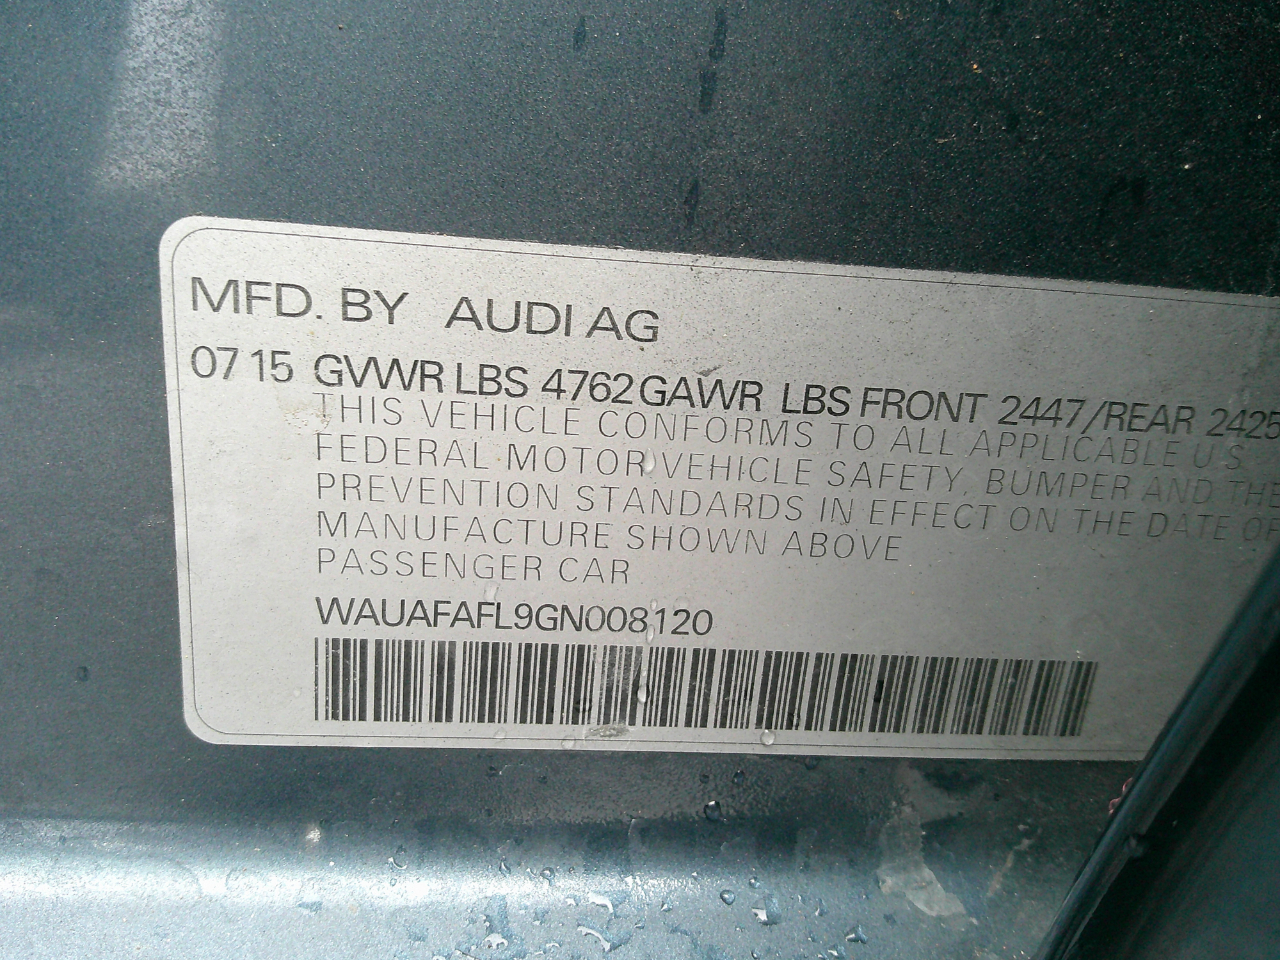 MFD. BY AUDI AG
07 15 GVWR LBS 4762 GAWR LBS FRONT 2447/REAR 2425
THIS VEHICLE CONFORMS TO ALL APPLICABLE U S
FEDERAL MOTOR VEHICLE SAFETY, BUMPER AND THE
PREVENTION STANDARDS IN EFFECT ON THE DATE OF
MANUFACTURE SHOWN ABOVE
PASSENGER CAR
WAUAFAFL9GN008120